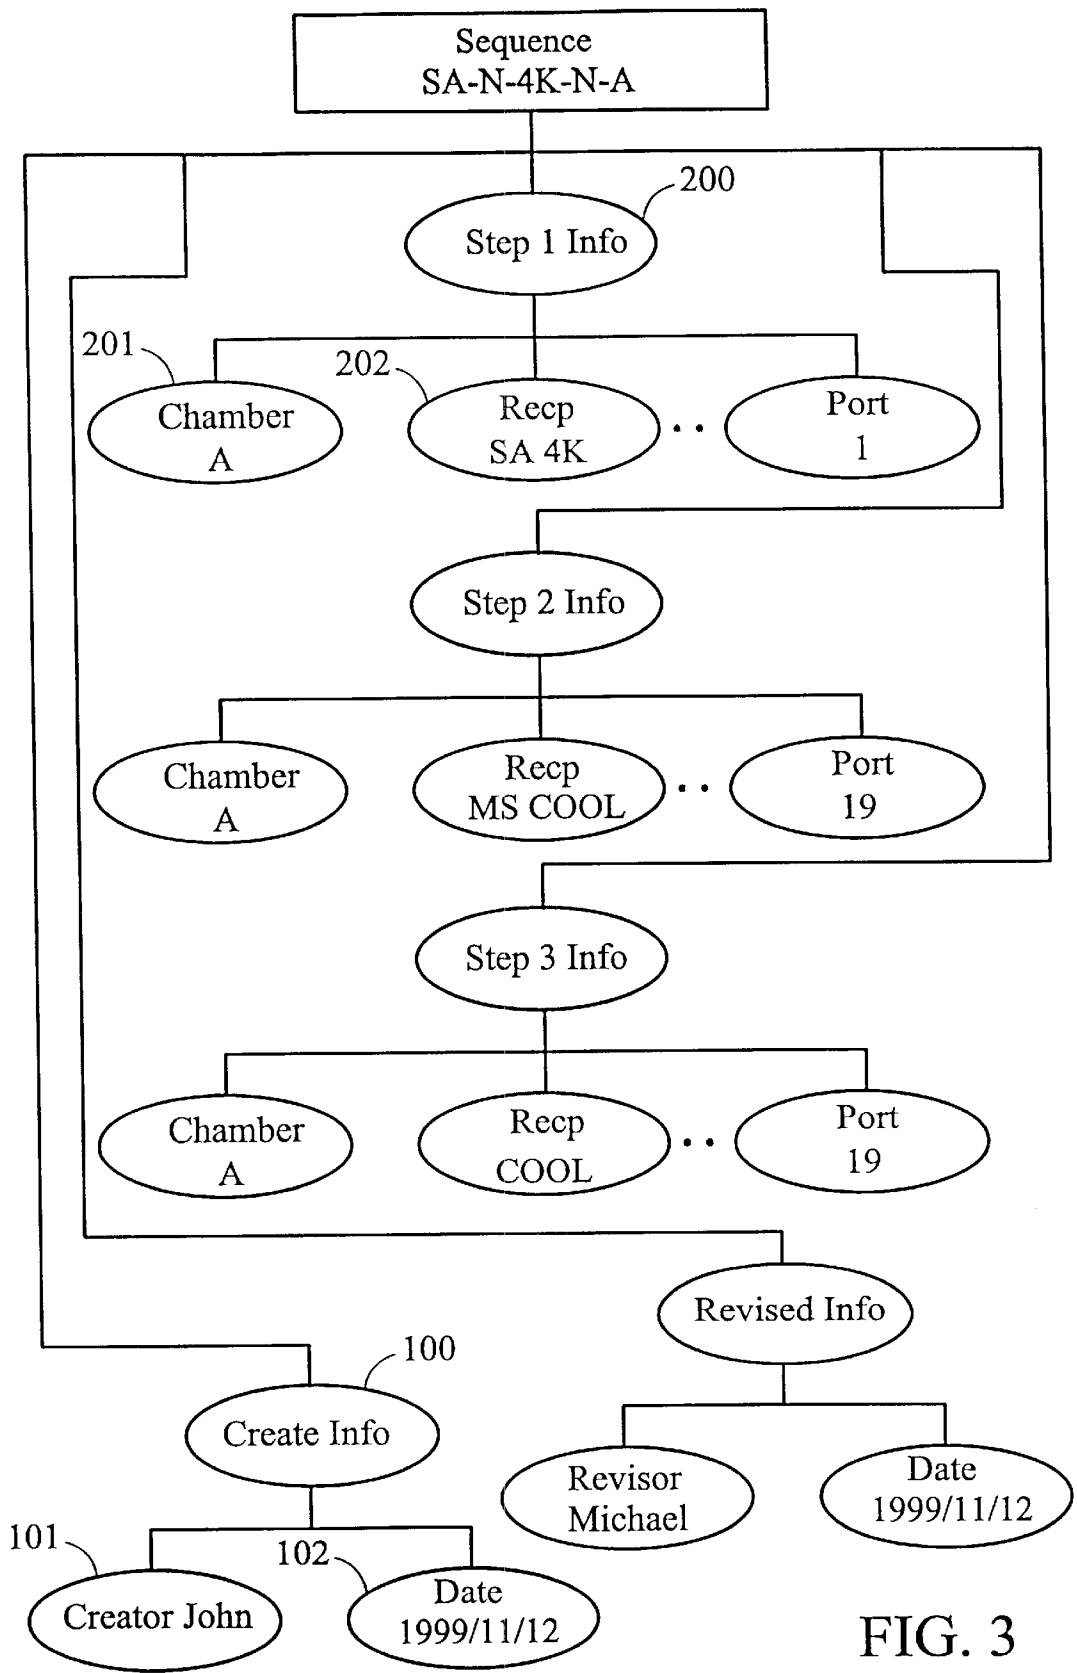 Sequence
SA-N-4K-N-A
200
Step 1 Info
201
202
Chamber
A
Recp
SA 4K
Port
1
Step 2 Info
Chamber
A
Recp
MS COOL
Port
19
Step 3 Info
Chamber
A
Recp
COOL
Port
19
Revised Info
100
Create Info
Revisor
Michael
Date
1999/11/12
101
102
Creator John
Date
1999/11/12
FIG. 3